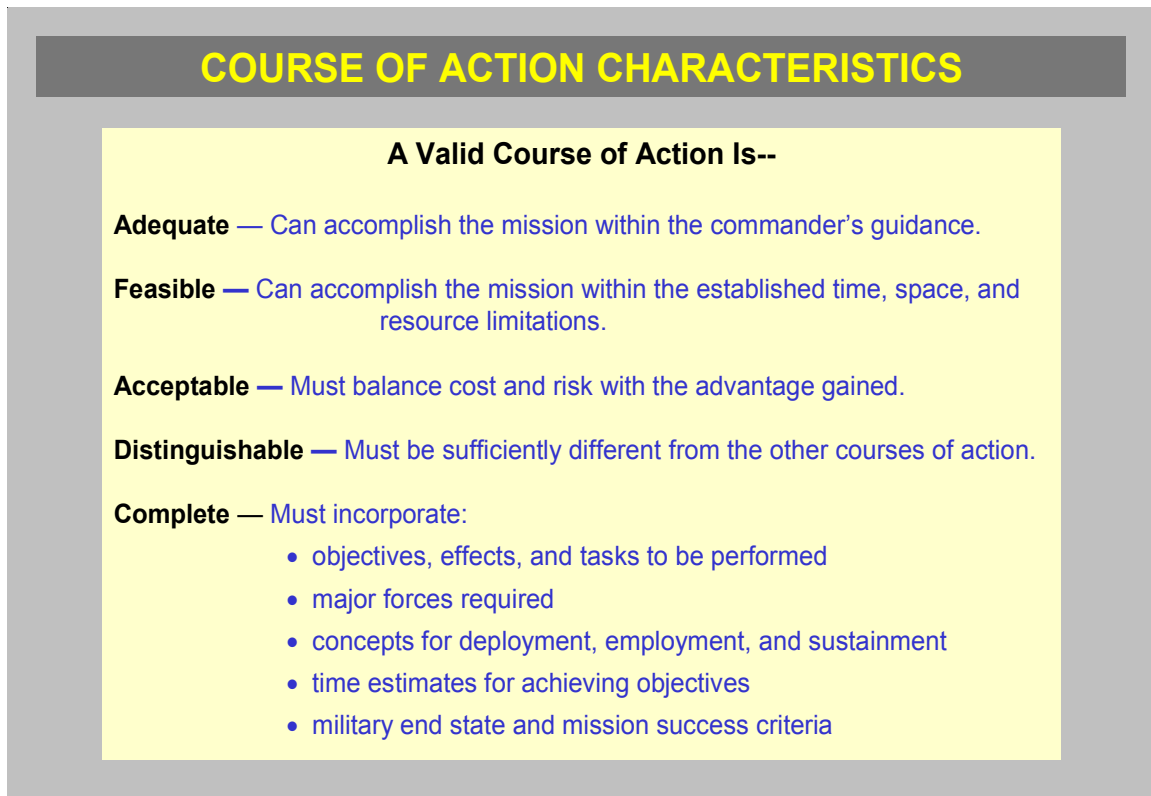 COURSE OF ACTION CHARACTERISTICS
A Valid Course of Action Is--
Adequate — Can accomplish the mission within the commander’s guidance.
Feasible — Can accomplish the mission within the established time, space, and
resource limitations.
Acceptable — Must balance cost and risk with the advantage gained.
Distinguishable — Must be sufficiently different from the other courses of action.
Complete — Must incorporate:
• objectives, effects, and tasks to be performed
• major forces required
• concepts for deployment, employment, and sustainment
• time estimates for achieving objectives
• military end state and mission success criteria